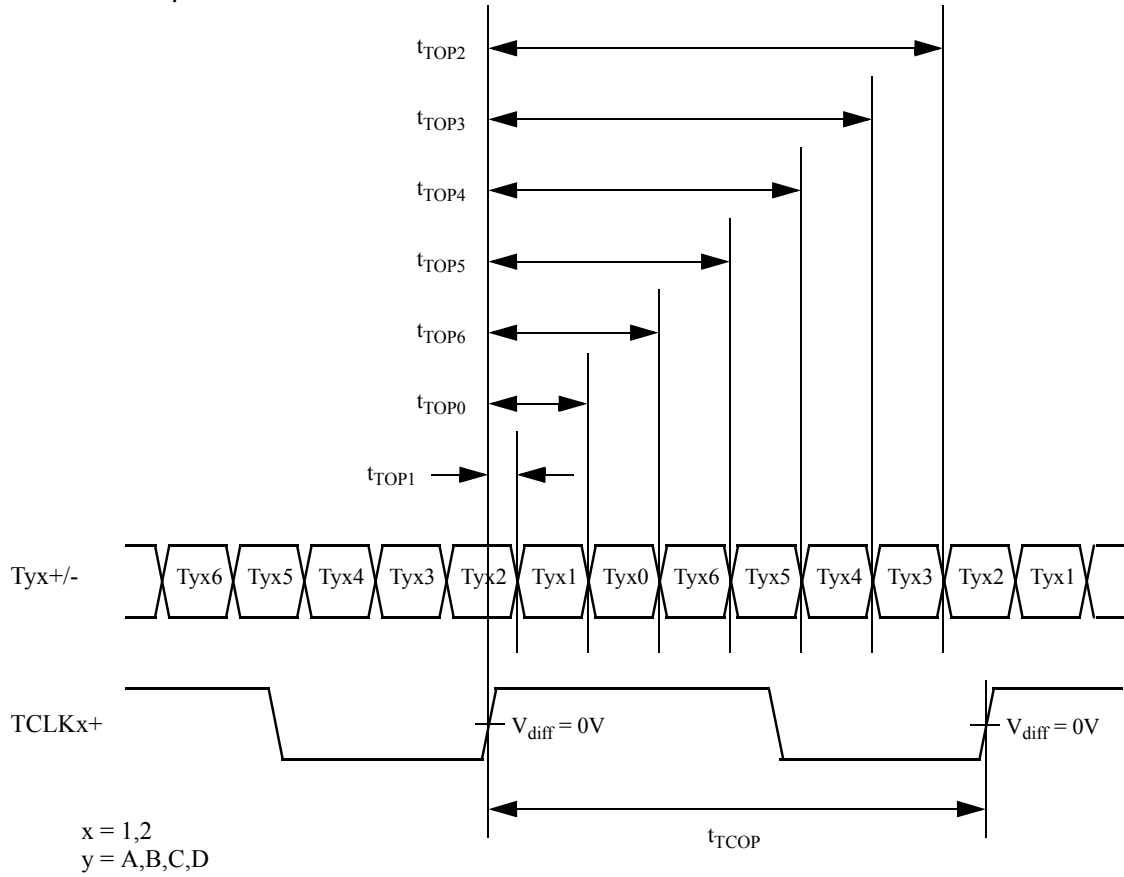 tTOP2
tTOP3
tTOP4
tTOP5
tTOP6
tTOP0
tTOP1
Tyx+/- Tyx6 Tyx5 Tyx4 Tyx3 Tyx2 Tyx1 Tyx0 Tyx6 Tyx5 Tyx4 Tyx3 Tyx2 Tyx1
TCLKx+ Vdiff = 0V Vdiff = 0V
tTCOP
x = 1,2
y = A,B,C,D